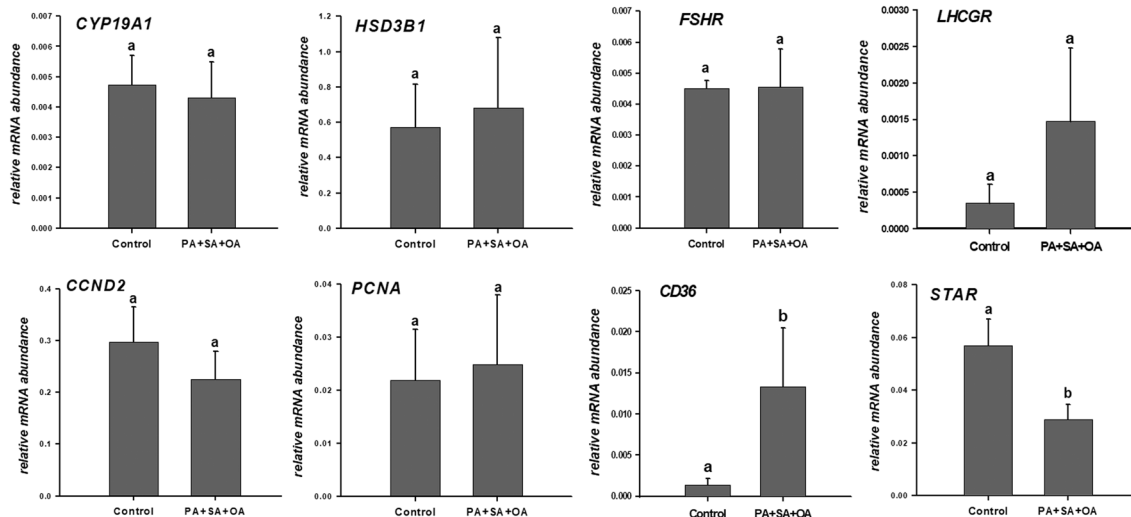 CYP19A1
relative mRNA abundance
0.007
0.006
0.005
0.004
0.003
0.002
0.001
0.000
a
a
Control
PA+SA+OA
HSD3B1
relative mRNA abundance
1.2
1.0
0.8
0.6
0.4
0.2
0.0
a
a
Control
PA+SA+OA
FSHR
relative mRNA abundance
0.007
0.006
0.005
0.004
0.003
0.002
0.001
0.000
a
a
Control
PA+SA+OA
LHCGR
relative mRNA abundance
0.0030
0.0025
0.0020
0.0015
0.0010
0.0005
0.0000
a
a
Control
PA+SA+OA
CCND2
relative mRNA abundance
0.4
0.3
0.2
0.1
0.0
a
a
Control
PA+SA+OA
PCNA
relative mRNA abundance
0.04
0.03
0.02
0.01
0.00
a
a
Control
PA+SA+OA
CD36
relative mRNA abundance
0.025
0.020
0.015
0.010
0.005
0.000
a
b
Control
PA+SA+OA
STAR
relative mRNA abundance
0.08
0.06
0.04
0.02
0.00
a
b
Control
PA+SA+OA